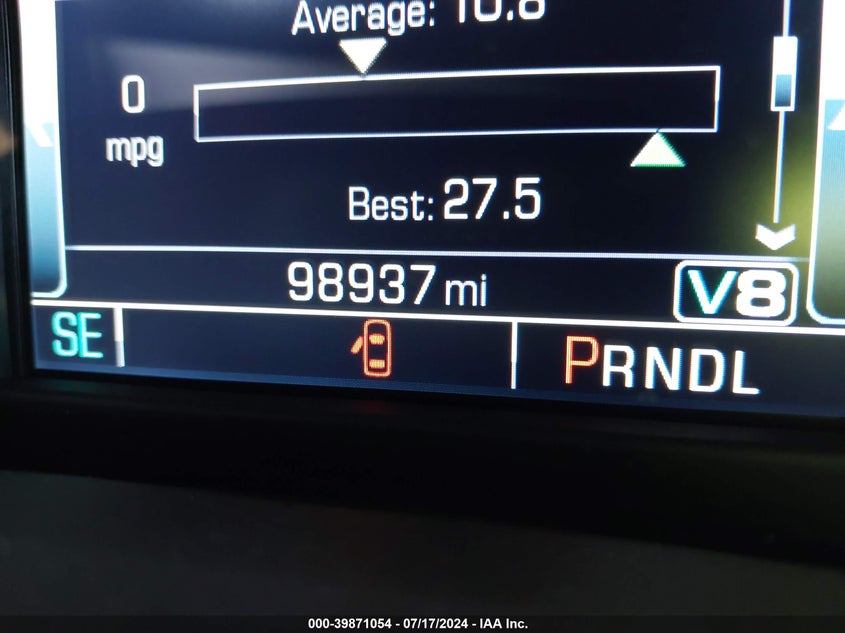 Average: 10.8
0
mpg
Best: 27.5
98937 mi
V8
SE
PRNDL
000-39871054 - 07/17/2024 - IAA Inc.